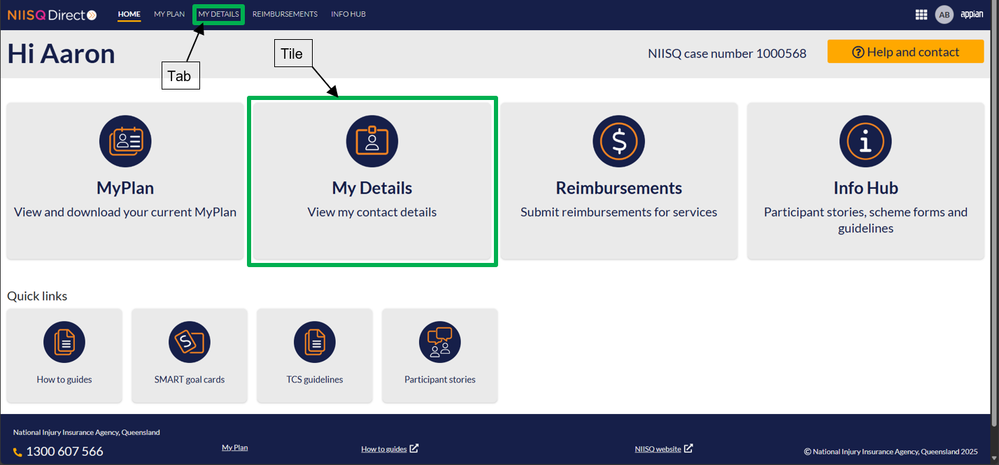 NIISQ Direct
HOME
MY PLAN
MY DETAILS
REIMBURSEMENTS
INFO HUB
AB
appian
Hi Aaron
Tab
Tile
NIISQ case number 1000568
Help and contact
MyPlan
View and download your current MyPlan
My Details
View my contact details
Reimbursements
Submit reimbursements for services
Info Hub
Participant stories, scheme forms and
guidelines
Quick links
How to guides
SMART goal cards
TCS guidelines
Participant stories
National Injury Insurance Agency, Queensland
1300 607 566
My Plan
How to guides
NIISQ website
© National Injury Insurance Agency, Queensland 2025